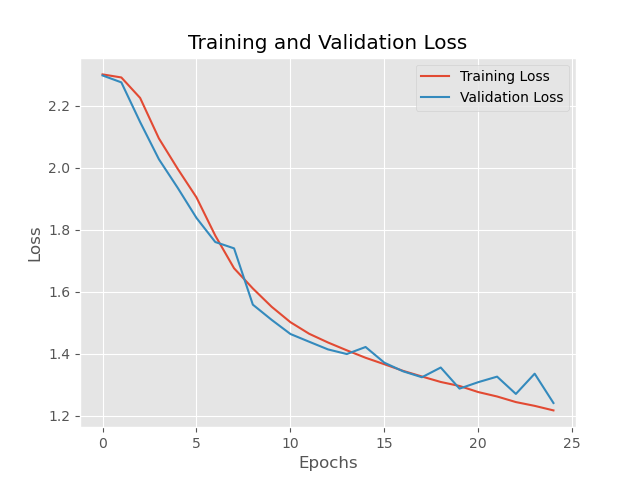 Training and Validation Loss
Training Loss
Validation Loss
2.2
2.0
1.8
1.6
1.4
1.2
Loss
0 5 10 15 20 25
Epochs